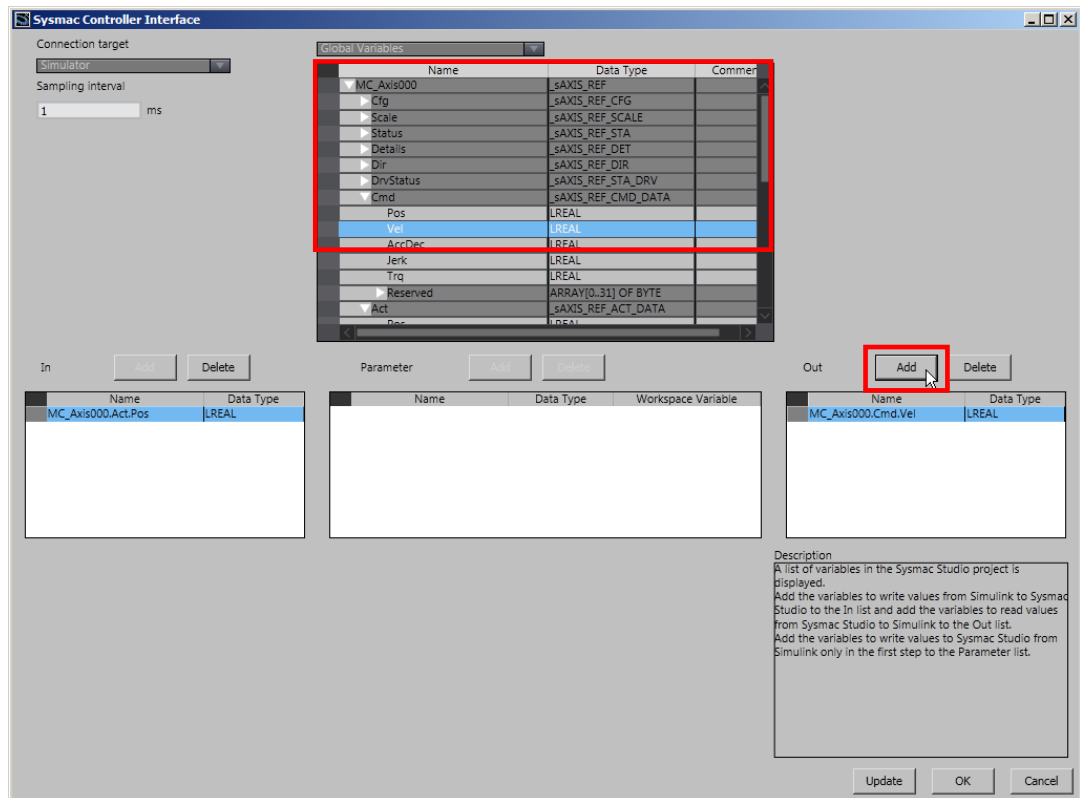 Sysmac Controller Interface
Connection target
Simulator
Sampling interval
1 ms
Global Variables
Name Data Type Commer
MC_Axis000 _sAXIS_REF
Cfg _sAXIS_REF_CFG
Scale _sAXIS_REF_SCALE
Status _sAXIS_REF_STA
Details _sAXIS_REF_DET
Dir _sAXIS_REF_DIR
DrvStatus _sAXIS_REF_STA_DRV
Cmd _sAXIS_REF_CMD_DATA
Pos LREAL
Vel LREAL
AccDec LREAL
Jerk LREAL
Trq LREAL
Reserved ARRAY[0..31] OF BYTE
Act _sAXIS_REF_ACT_DATA
Pos LREAL
In Add Delete
Name Data Type
MC_Axis000.Act.Pos LREAL
Parameter Add Delete
Name Data Type Workspace Variable
Out Add Delete
Name Data Type
MC_Axis000.Cmd.Vel LREAL
Description
A list of variables in the Sysmac Studio project is
displayed.
Add the variables to write values from Simulink to Sysmac
Studio to the In list and add the variables to read values
from Sysmac Studio to Simulink to the Out list.
Add the variables to write values to Sysmac Studio from
Simulink only in the first step to the Parameter list.
Update OK Cancel